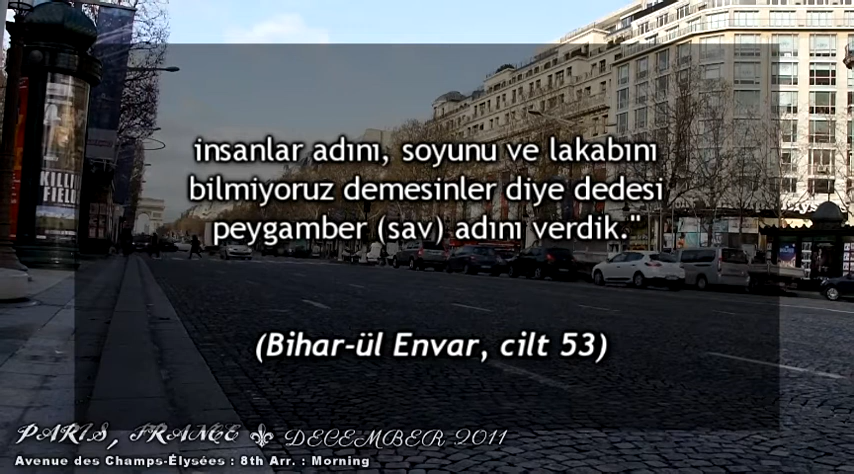 KILLI
FIELD
insanlar adını, soyunu ve lakabını
bilmiyoruz demesinler diye dedesi
peygamber (sav) adını verdik."
(Bihar-ül Envar, cilt 53)
PARIS, FRANCE ⚜ DECEMBER 2011
Avenue des Champs-Élysées : 8th Arr. : Morning